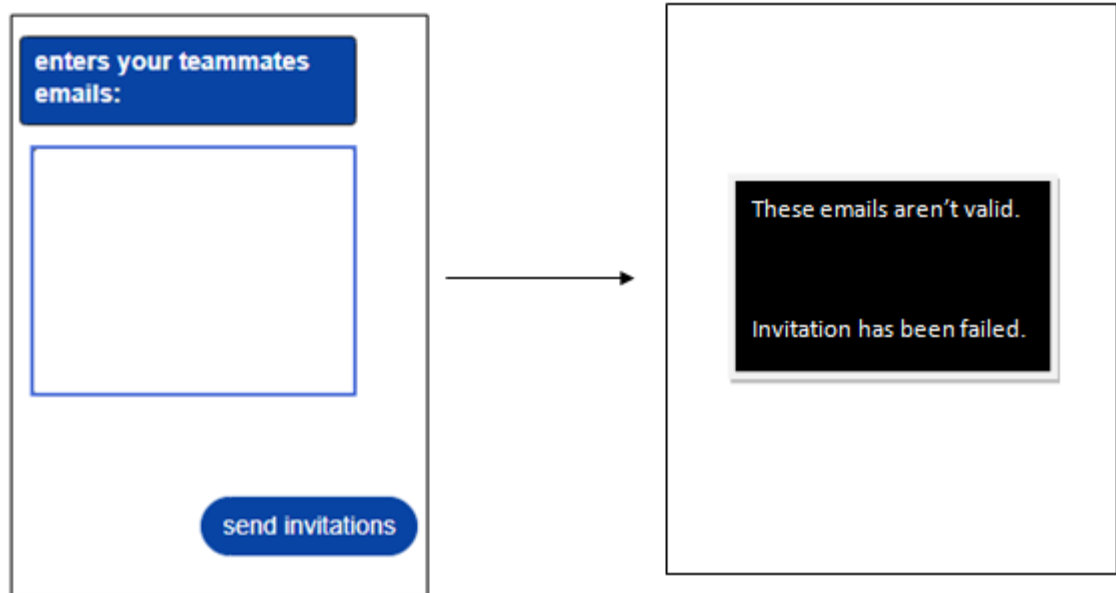 enters your teammates
emails:
send invitations
These emails aren’t valid.
Invitation has been failed.